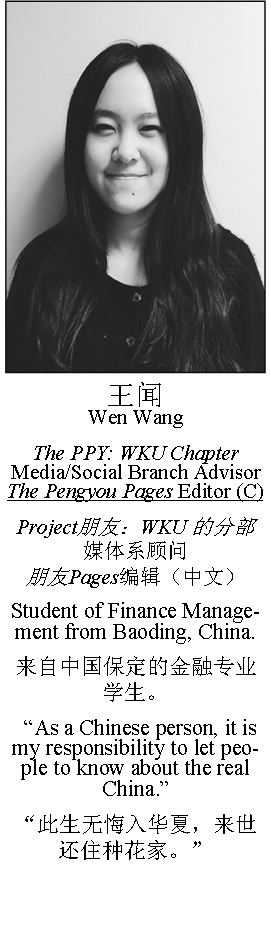 王闻
Wen Wang
The PPY: WKU Chapter
Media/Social Branch Advisor
The Pengyou Pages Editor (C)
Project朋友：WKU 的分部
媒体系顾问
朋友Pages编辑（中文）
Student of Finance Manage-
ment from Baoding, China.
来自中国保定的金融专业
学生。
“As a Chinese person, it is
my responsibility to let peo-
ple to know about the real
China.”
“此生无悔入华夏，来世
还住种花家。”